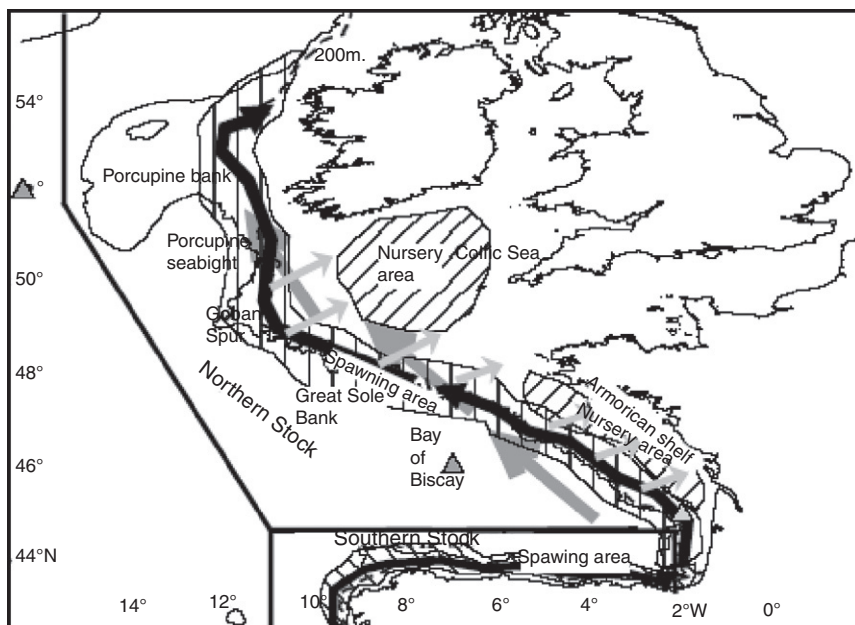 200m.
54°
Porcupine bank
Porcupine
seabight
Nursery Celtic Sea
area
50°
Goban
Spur
48°
Northern Stock
Spawning area
Great Sole
Bank
Armorican shelf
Nursery area
Bay
of
Biscay
46°
Southern Stock
Spawing area
44°N
14°
12°
10°
8°
6°
4°
2°W
0°